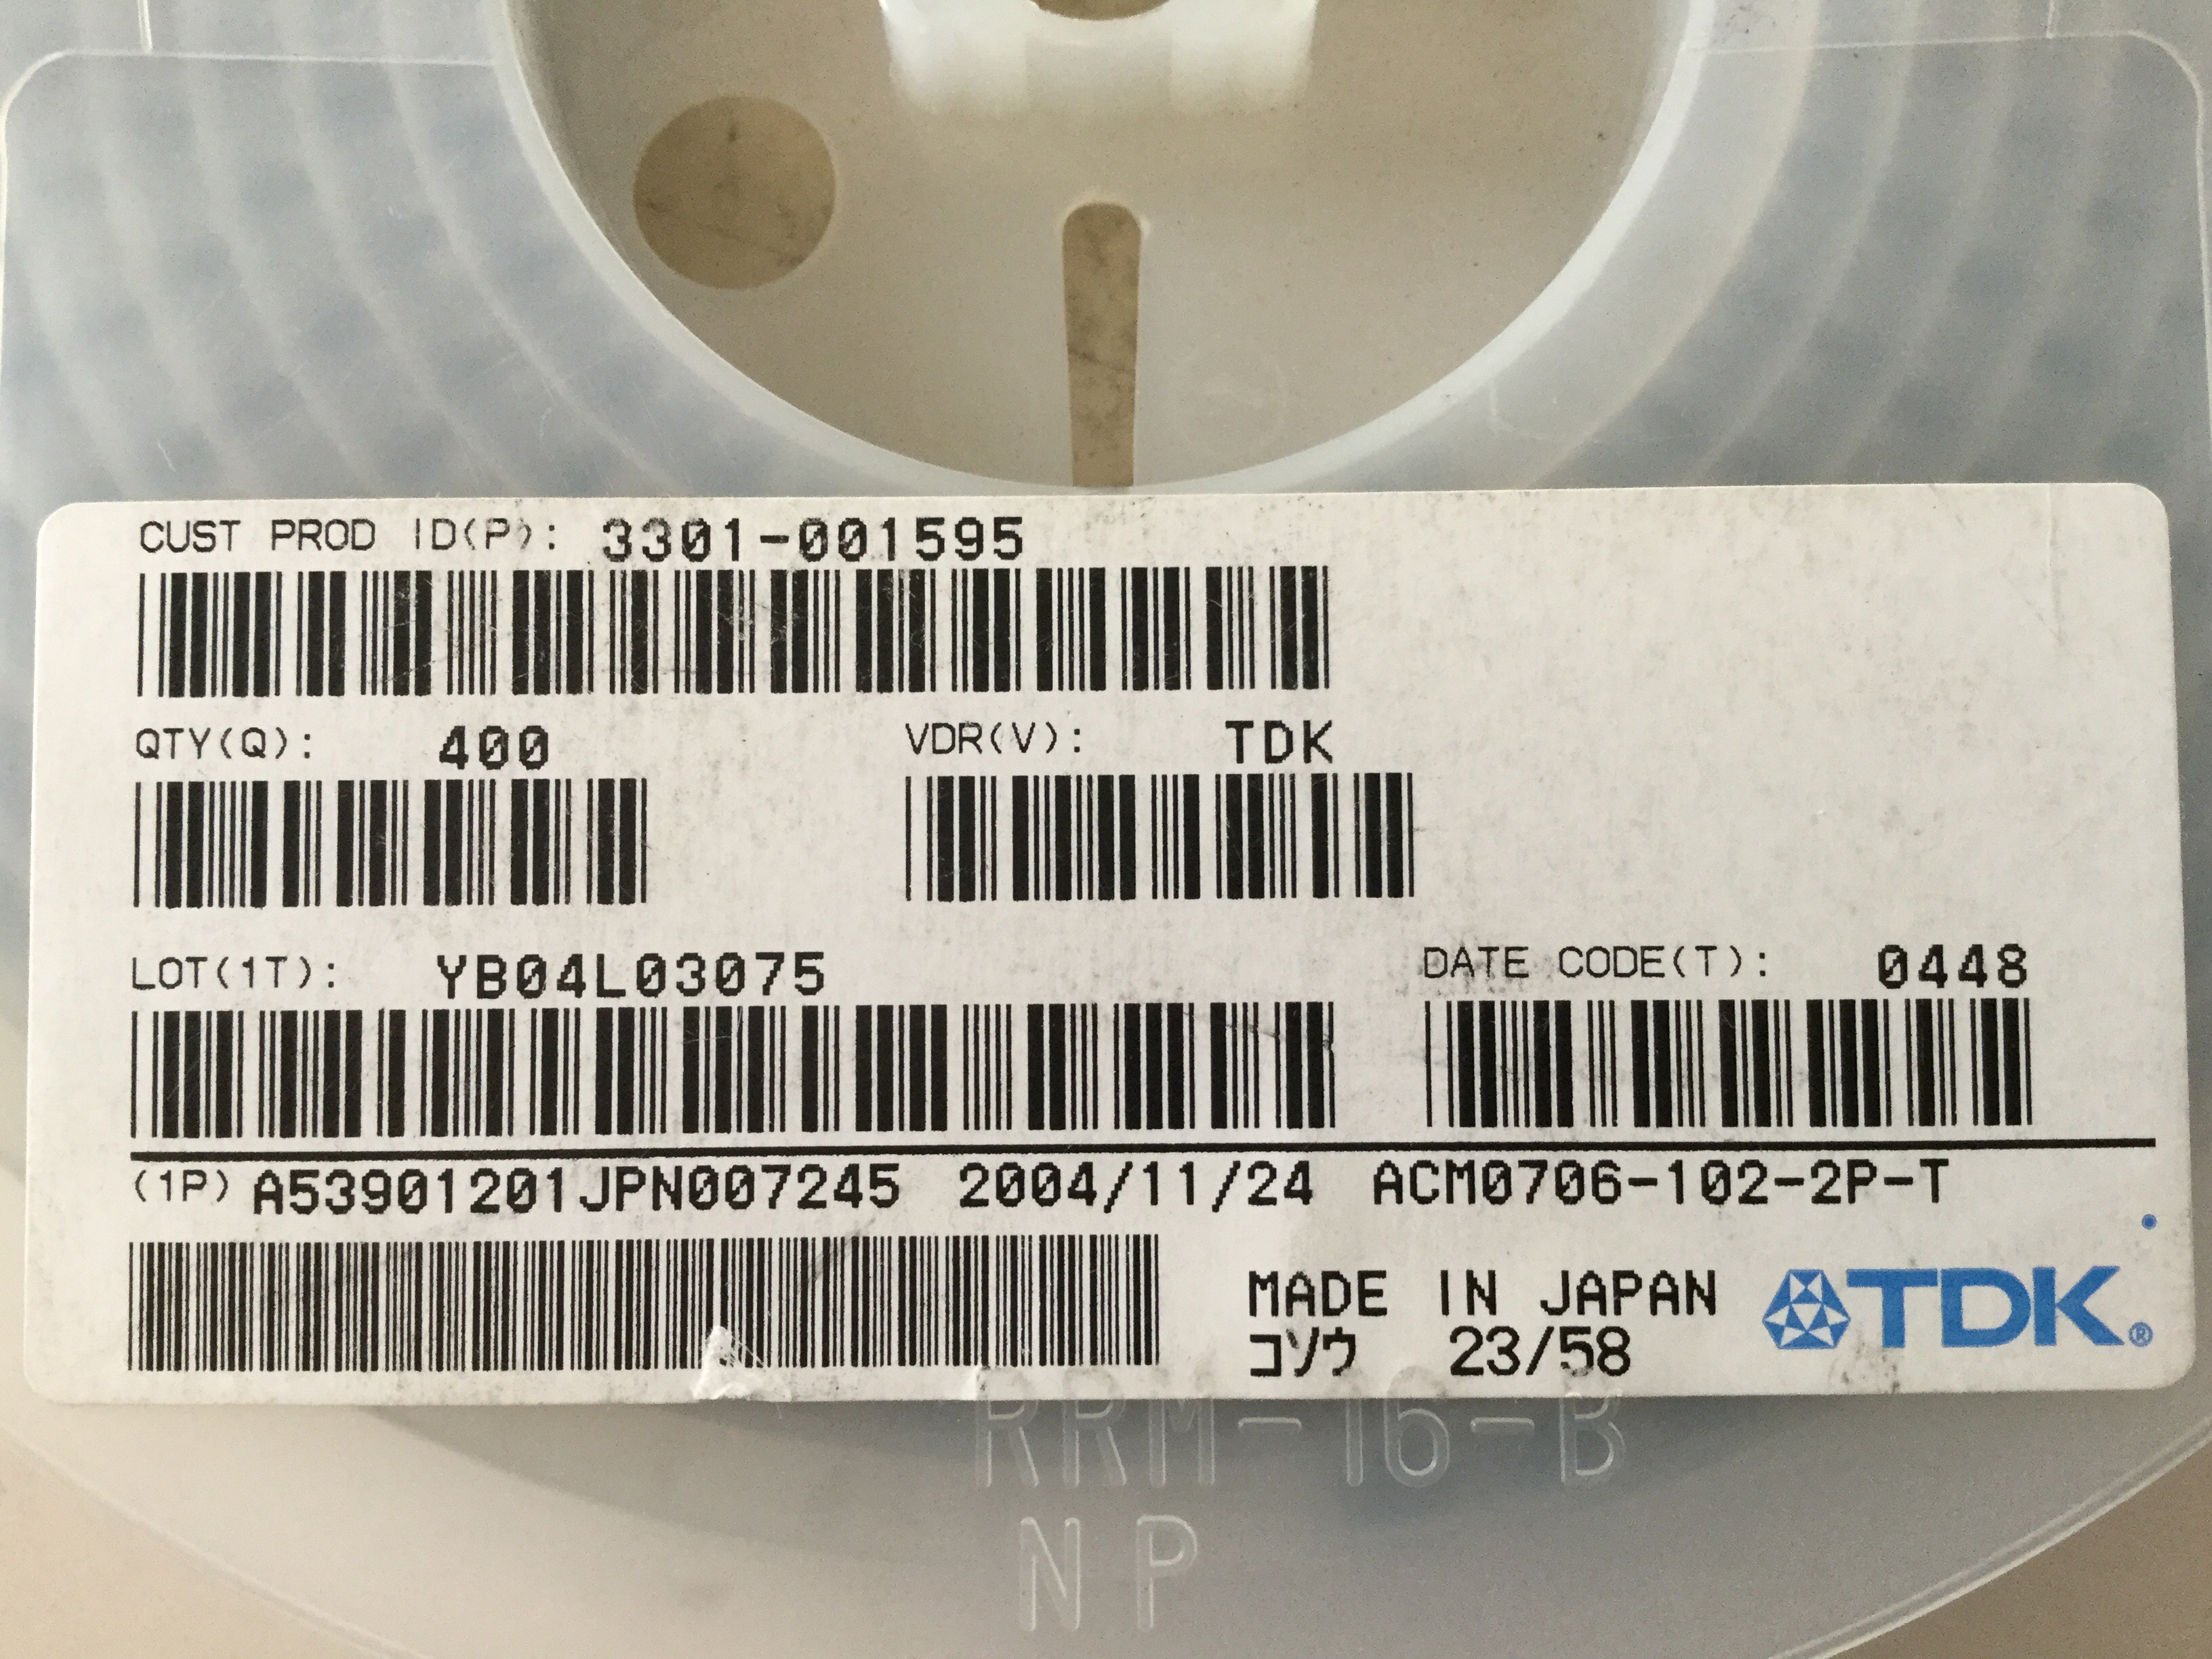 CUST PROD ID(P): 3301-001595
QTY(Q): 400 VDR(V): TDK
LOT(1T): YB04L03075 DATE CODE(T): 0448
(1P) A53901201JPN007245 2004/11/24 ACM0706-102-2P-T
MADE IN JAPAN TDK®
コソウ 23/58
RRM-16-B
NP